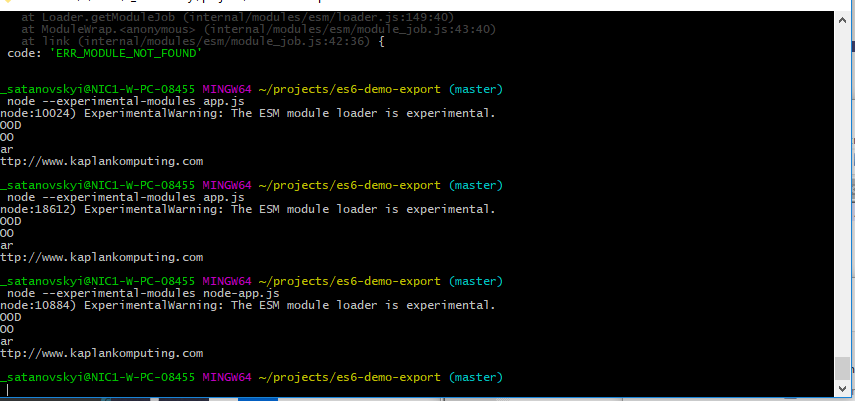 at Loader.getModuleJob (internal/modules/esm/loader.js:149:40)
at ModuleWrap.<anonymous> (internal/modules/esm/module_job.js:43:40)
at link (internal/modules/esm/module_job.js:42:36) {
code: 'ERR_MODULE_NOT_FOUND'
_satanovskyi@NIC1-W-PC-08455 MINGW64 ~/projects/es6-demo-export (master)
node --experimental-modules app.js
node:10024) ExperimentalWarning: The ESM module loader is experimental.
OOD
OO
ar
ttp://www.kaplankomputing.com
_satanovskyi@NIC1-W-PC-08455 MINGW64 ~/projects/es6-demo-export (master)
node --experimental-modules app.js
node:18612) ExperimentalWarning: The ESM module loader is experimental.
OOD
OO
ar
ttp://www.kaplankomputing.com
_satanovskyi@NIC1-W-PC-08455 MINGW64 ~/projects/es6-demo-export (master)
node --experimental-modules node-app.js
node:10884) ExperimentalWarning: The ESM module loader is experimental.
OOD
OO
ar
ttp://www.kaplankomputing.com
_satanovskyi@NIC1-W-PC-08455 MINGW64 ~/projects/es6-demo-export (master)